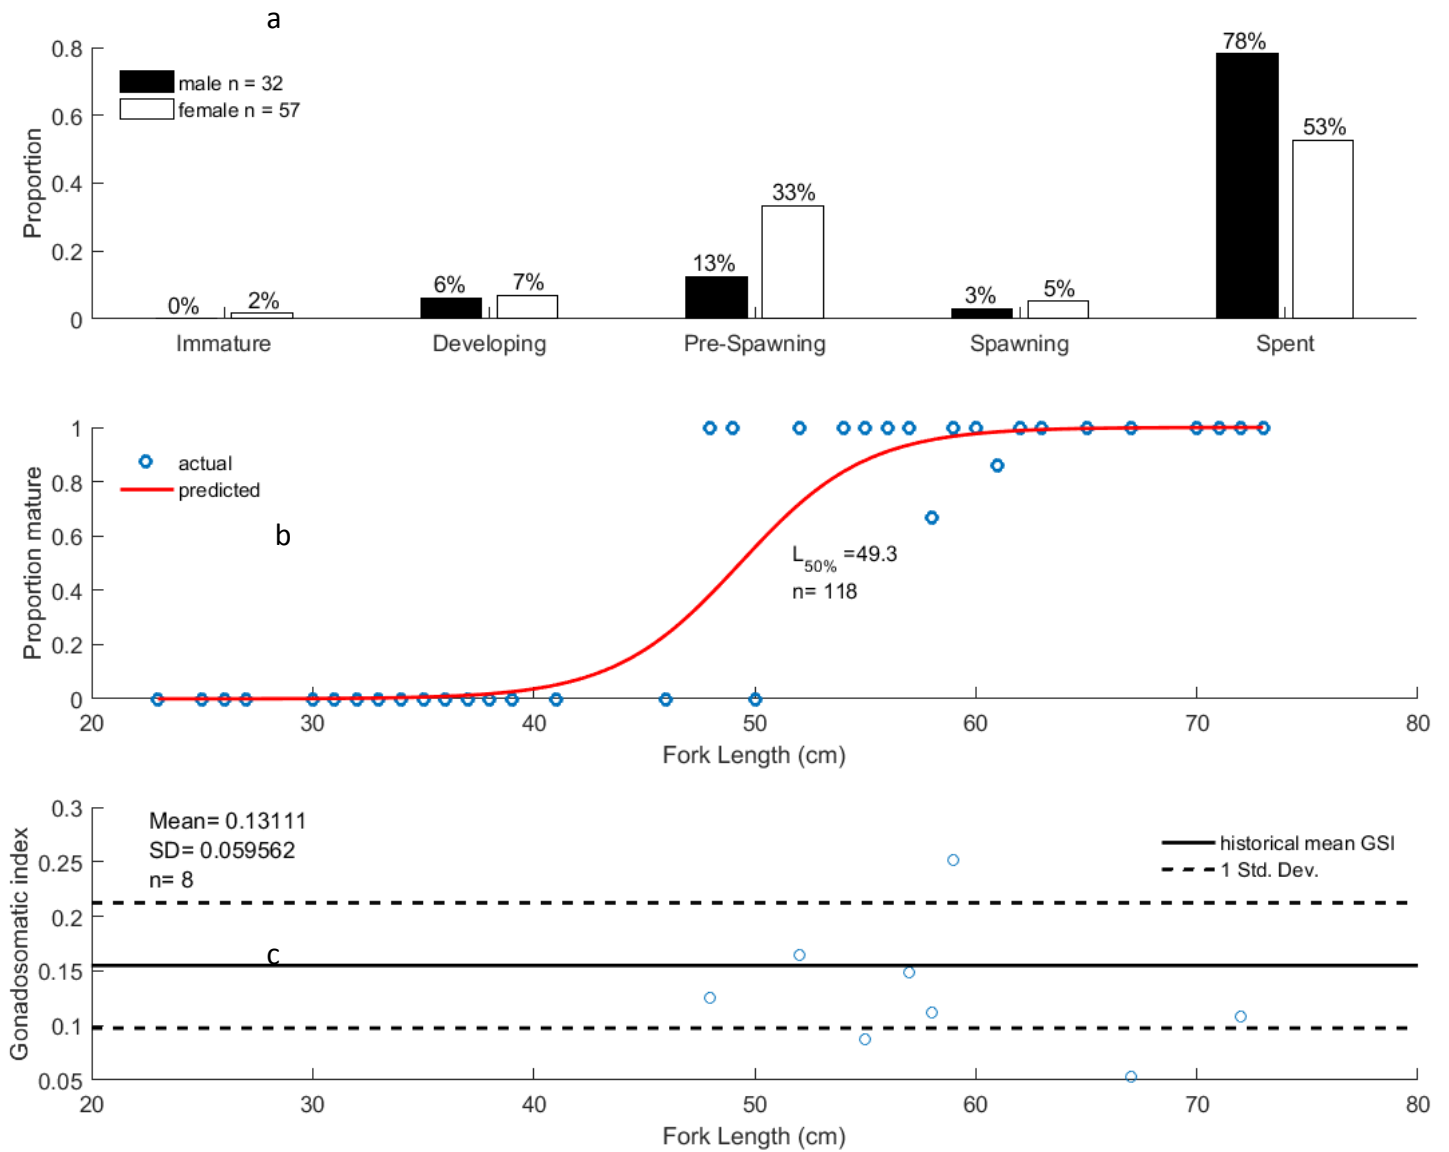 a
0.8
0.6
0.4
0.2
0
Proportion
male n = 32
female n = 57
0%
2%
6%
7%
13%
33%
3%
5%
78%
53%
Immature
Developing
Pre-Spawning
Spawning
Spent
1
0.8
0.6
0.4
0.2
0
Proportion mature
actual
predicted
b
L50% =49.3
n= 118
20
30
40
50
60
70
80
Fork Length (cm)
0.3
0.25
0.2
0.15
0.1
0.05
Gonadosomatic index
Mean= 0.13111
SD= 0.059562
n= 8
historical mean GSI
1 Std. Dev.
c
20
30
40
50
60
70
80
Fork Length (cm)